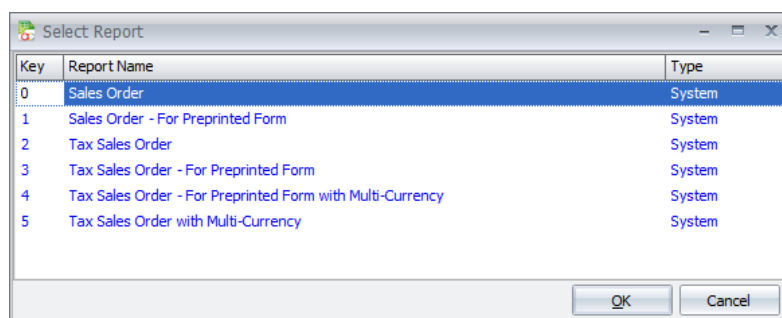 Select Report
Key Report Name Type
0 Sales Order System
1 Sales Order - For Preprinted Form System
2 Tax Sales Order System
3 Tax Sales Order - For Preprinted Form System
4 Tax Sales Order - For Preprinted Form with Multi-Currency System
5 Tax Sales Order with Multi-Currency System
OK Cancel